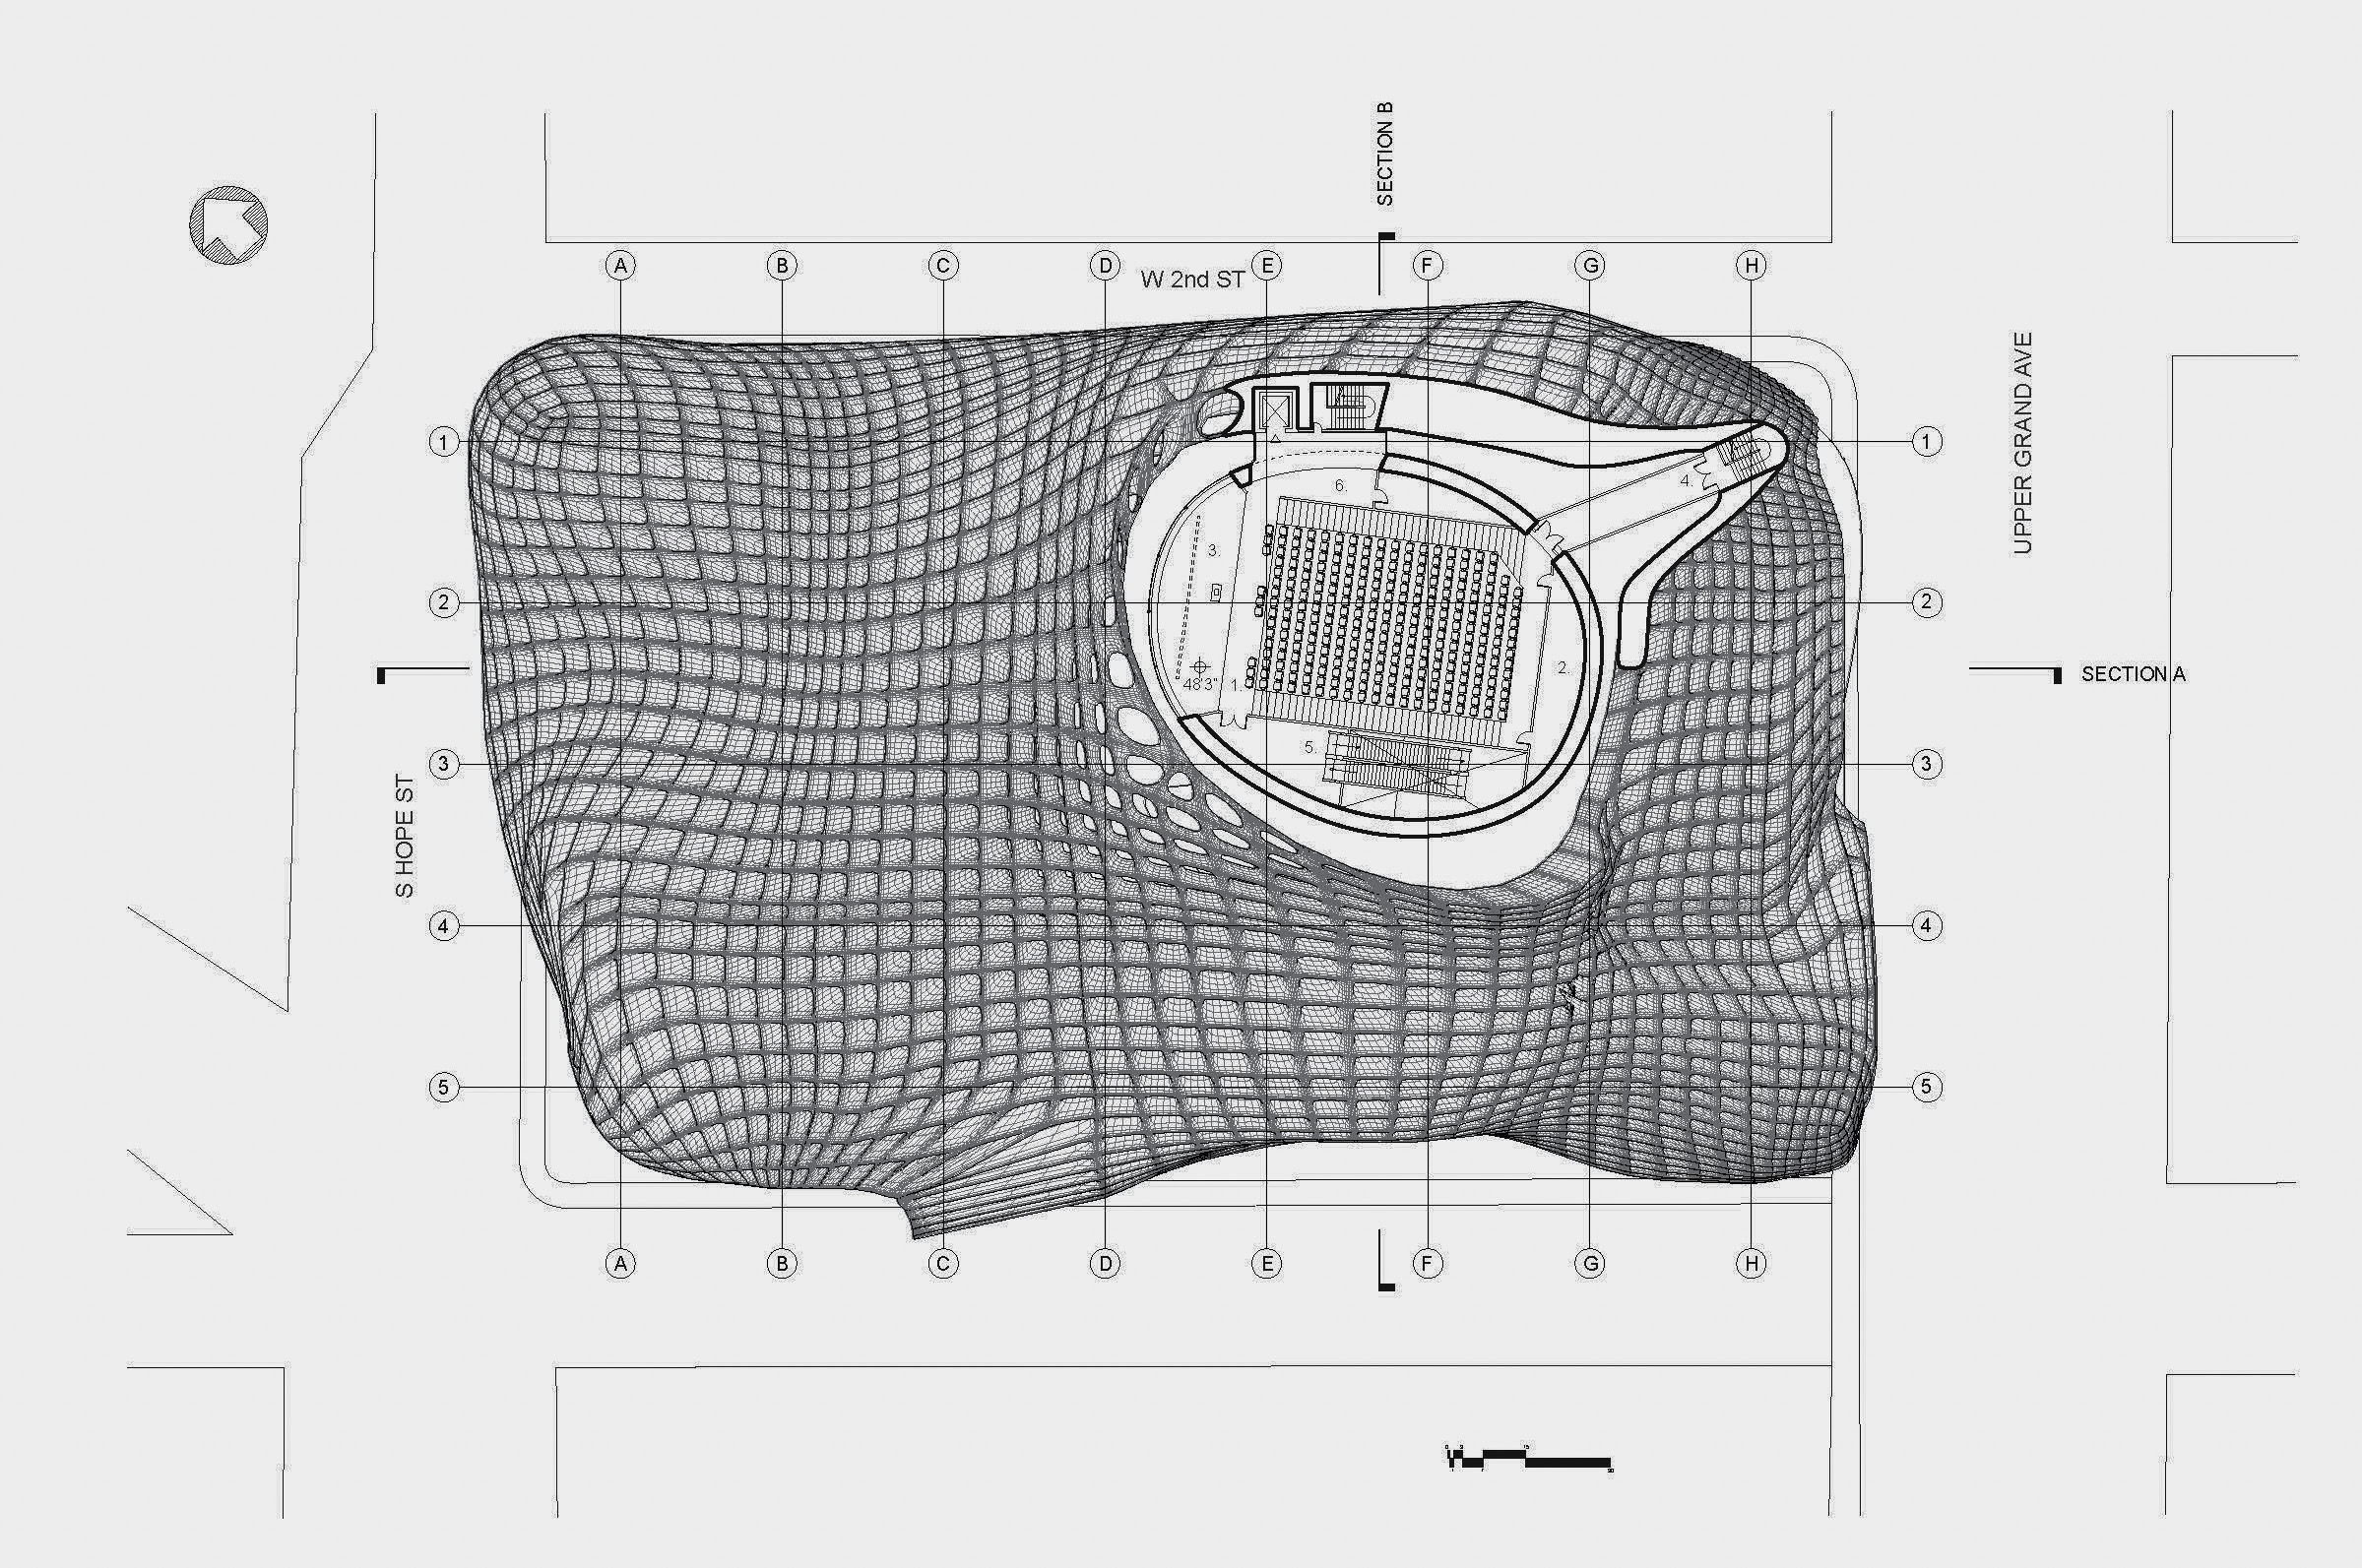 SECTION B
A B C D E F G H
W 2nd ST
UPPER GRAND AVE
1 1
6.
4.
3.
2 2
2.
SECTION A
48'3" 1.
5.
3 3
S HOPE ST
4 4
5 5
A B C D E F G H